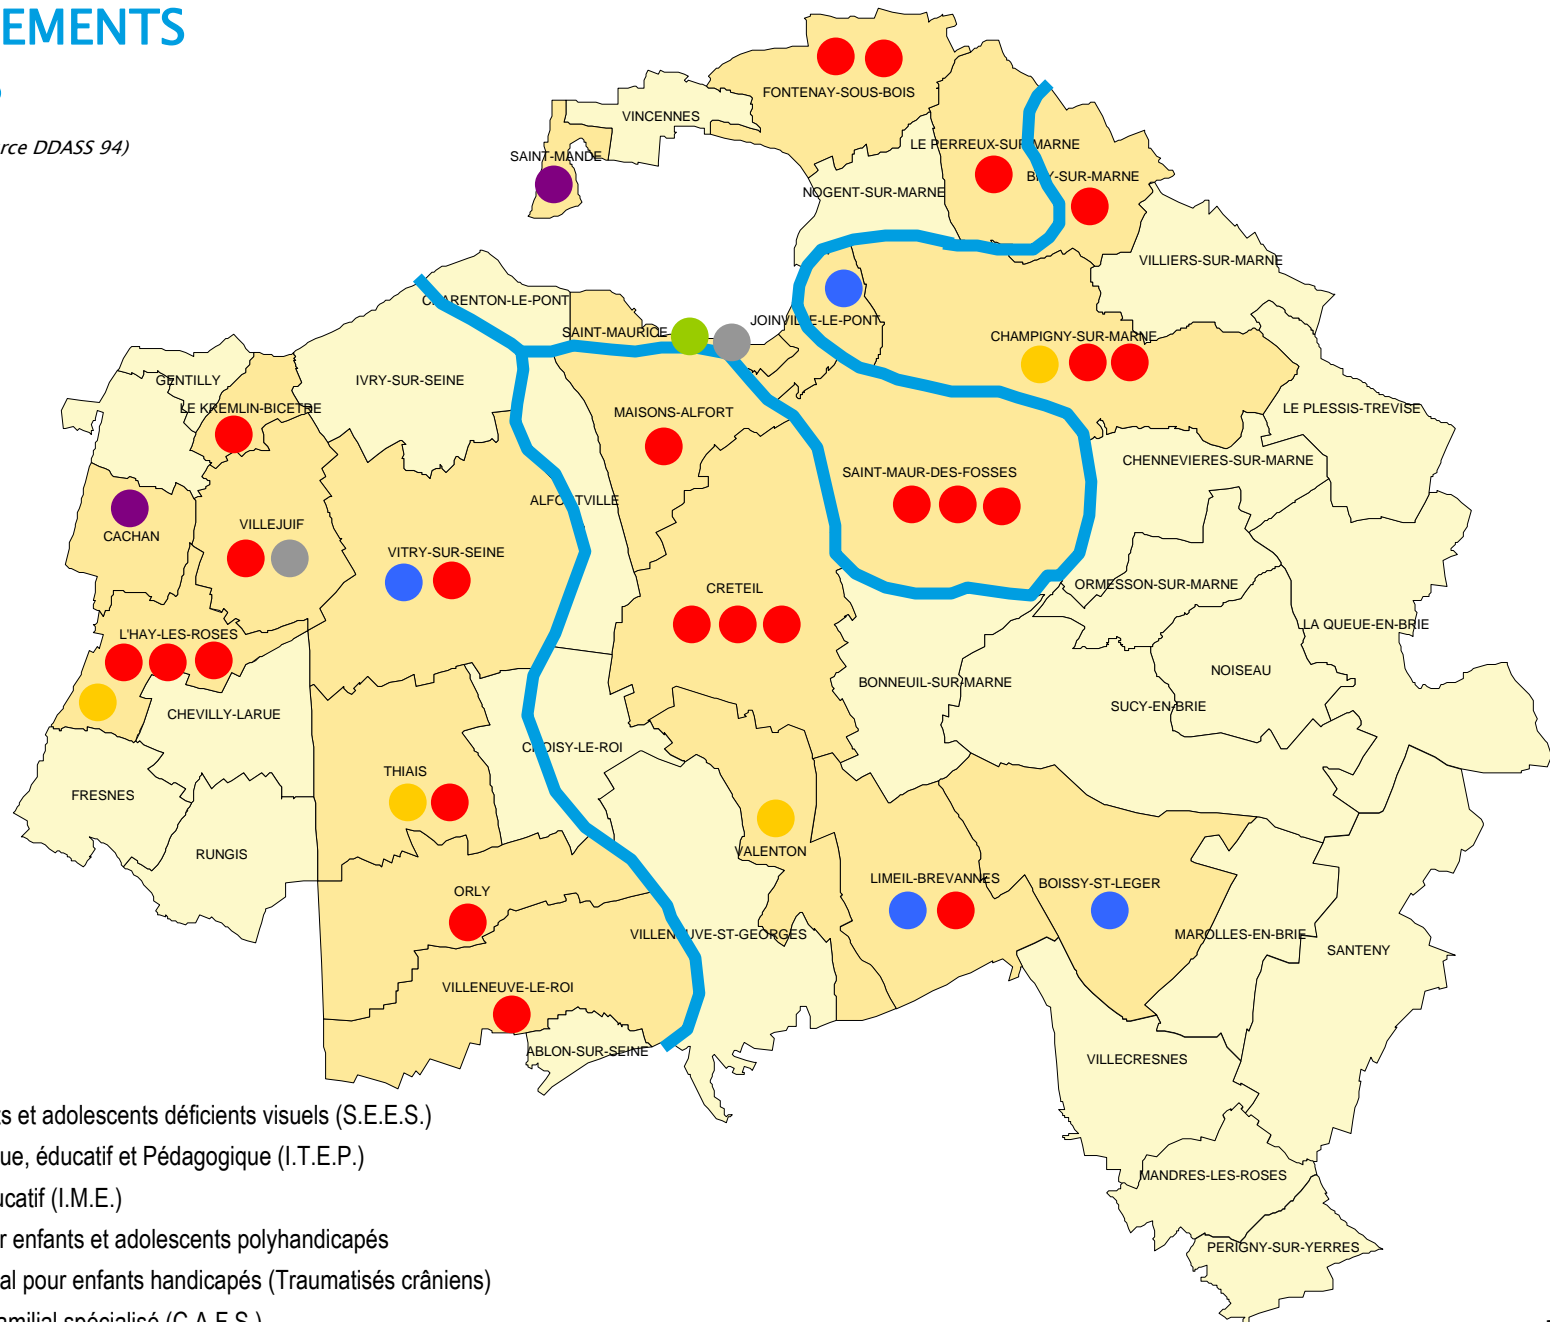 EMENTS
rce DDASS 94)
FONTENAY-SOUS-BOIS
VINCENNES
LE PERREUX-SUR-MARNE
SAINT-MANDE
BRY-SUR-MARNE
NOGENT-SUR-MARNE
VILLIERS-SUR-MARNE
CHARENTON-LE-PONT
JOINVILLE-LE-PONT
SAINT-MAURICE
CHAMPIGNY-SUR-MARNE
GENTILLY
IVRY-SUR-SEINE
LE KREMLIN-BICETRE
MAISONS-ALFORT
LE PLESSIS-TREVISE
CHENNEVIERES-SUR-MARNE
SAINT-MAUR-DES-FOSSES
ALFORTVILLE
VILLEJUIF
CACHAN
VITRY-SUR-SEINE
ORMESSON-SUR-MARNE
CRETEIL
LA QUEUE-EN-BRIE
L'HAY-LES-ROSES
NOISEAU
BONNEUIL-SUR-MARNE
SUCY-EN-BRIE
CHEVILLY-LARUE
CHOISY-LE-ROI
THIAIS
FRESNES
VALENTON
RUNGIS
LIMEIL-BREVANNES
BOISSY-ST-LEGER
ORLY
VILLENEUVE-ST-GEORGES
MAROLLES-EN-BRIE
SANTENY
VILLENEUVE-LE-ROI
ABLON-SUR-SEINE
VILLECRESNES
ts et adolescents déficients visuels (S.E.E.S.)
ue, éducatif et Pédagogique (I.T.E.P.)
MANDRES-LES-ROSES
ucatif (I.M.E.)
r enfants et adolescents polyhandicapés
PERIGNY-SUR-YERRES
al pour enfants handicapés (Traumatisés crâniens)
amilial spécialisé (C.A.F.S.)